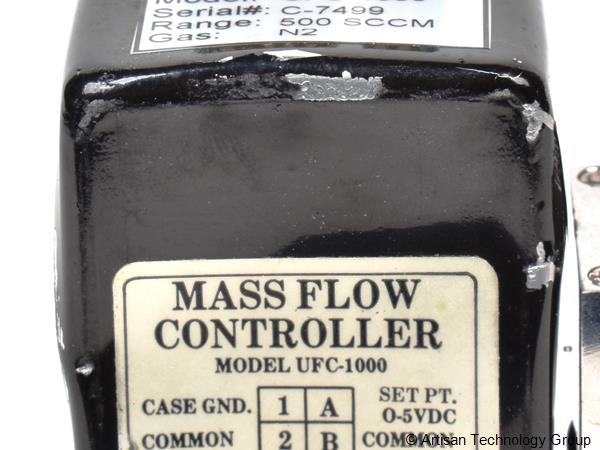 Serial#: C-7499
Range: 500 SCCM
Gas: N2
MASS FLOW
CONTROLLER
MODEL UFC-1000
CASE GND. 1 A SET PT.
0-5VDC
COMMON 2 B COMMON
© Artisan Technology Group